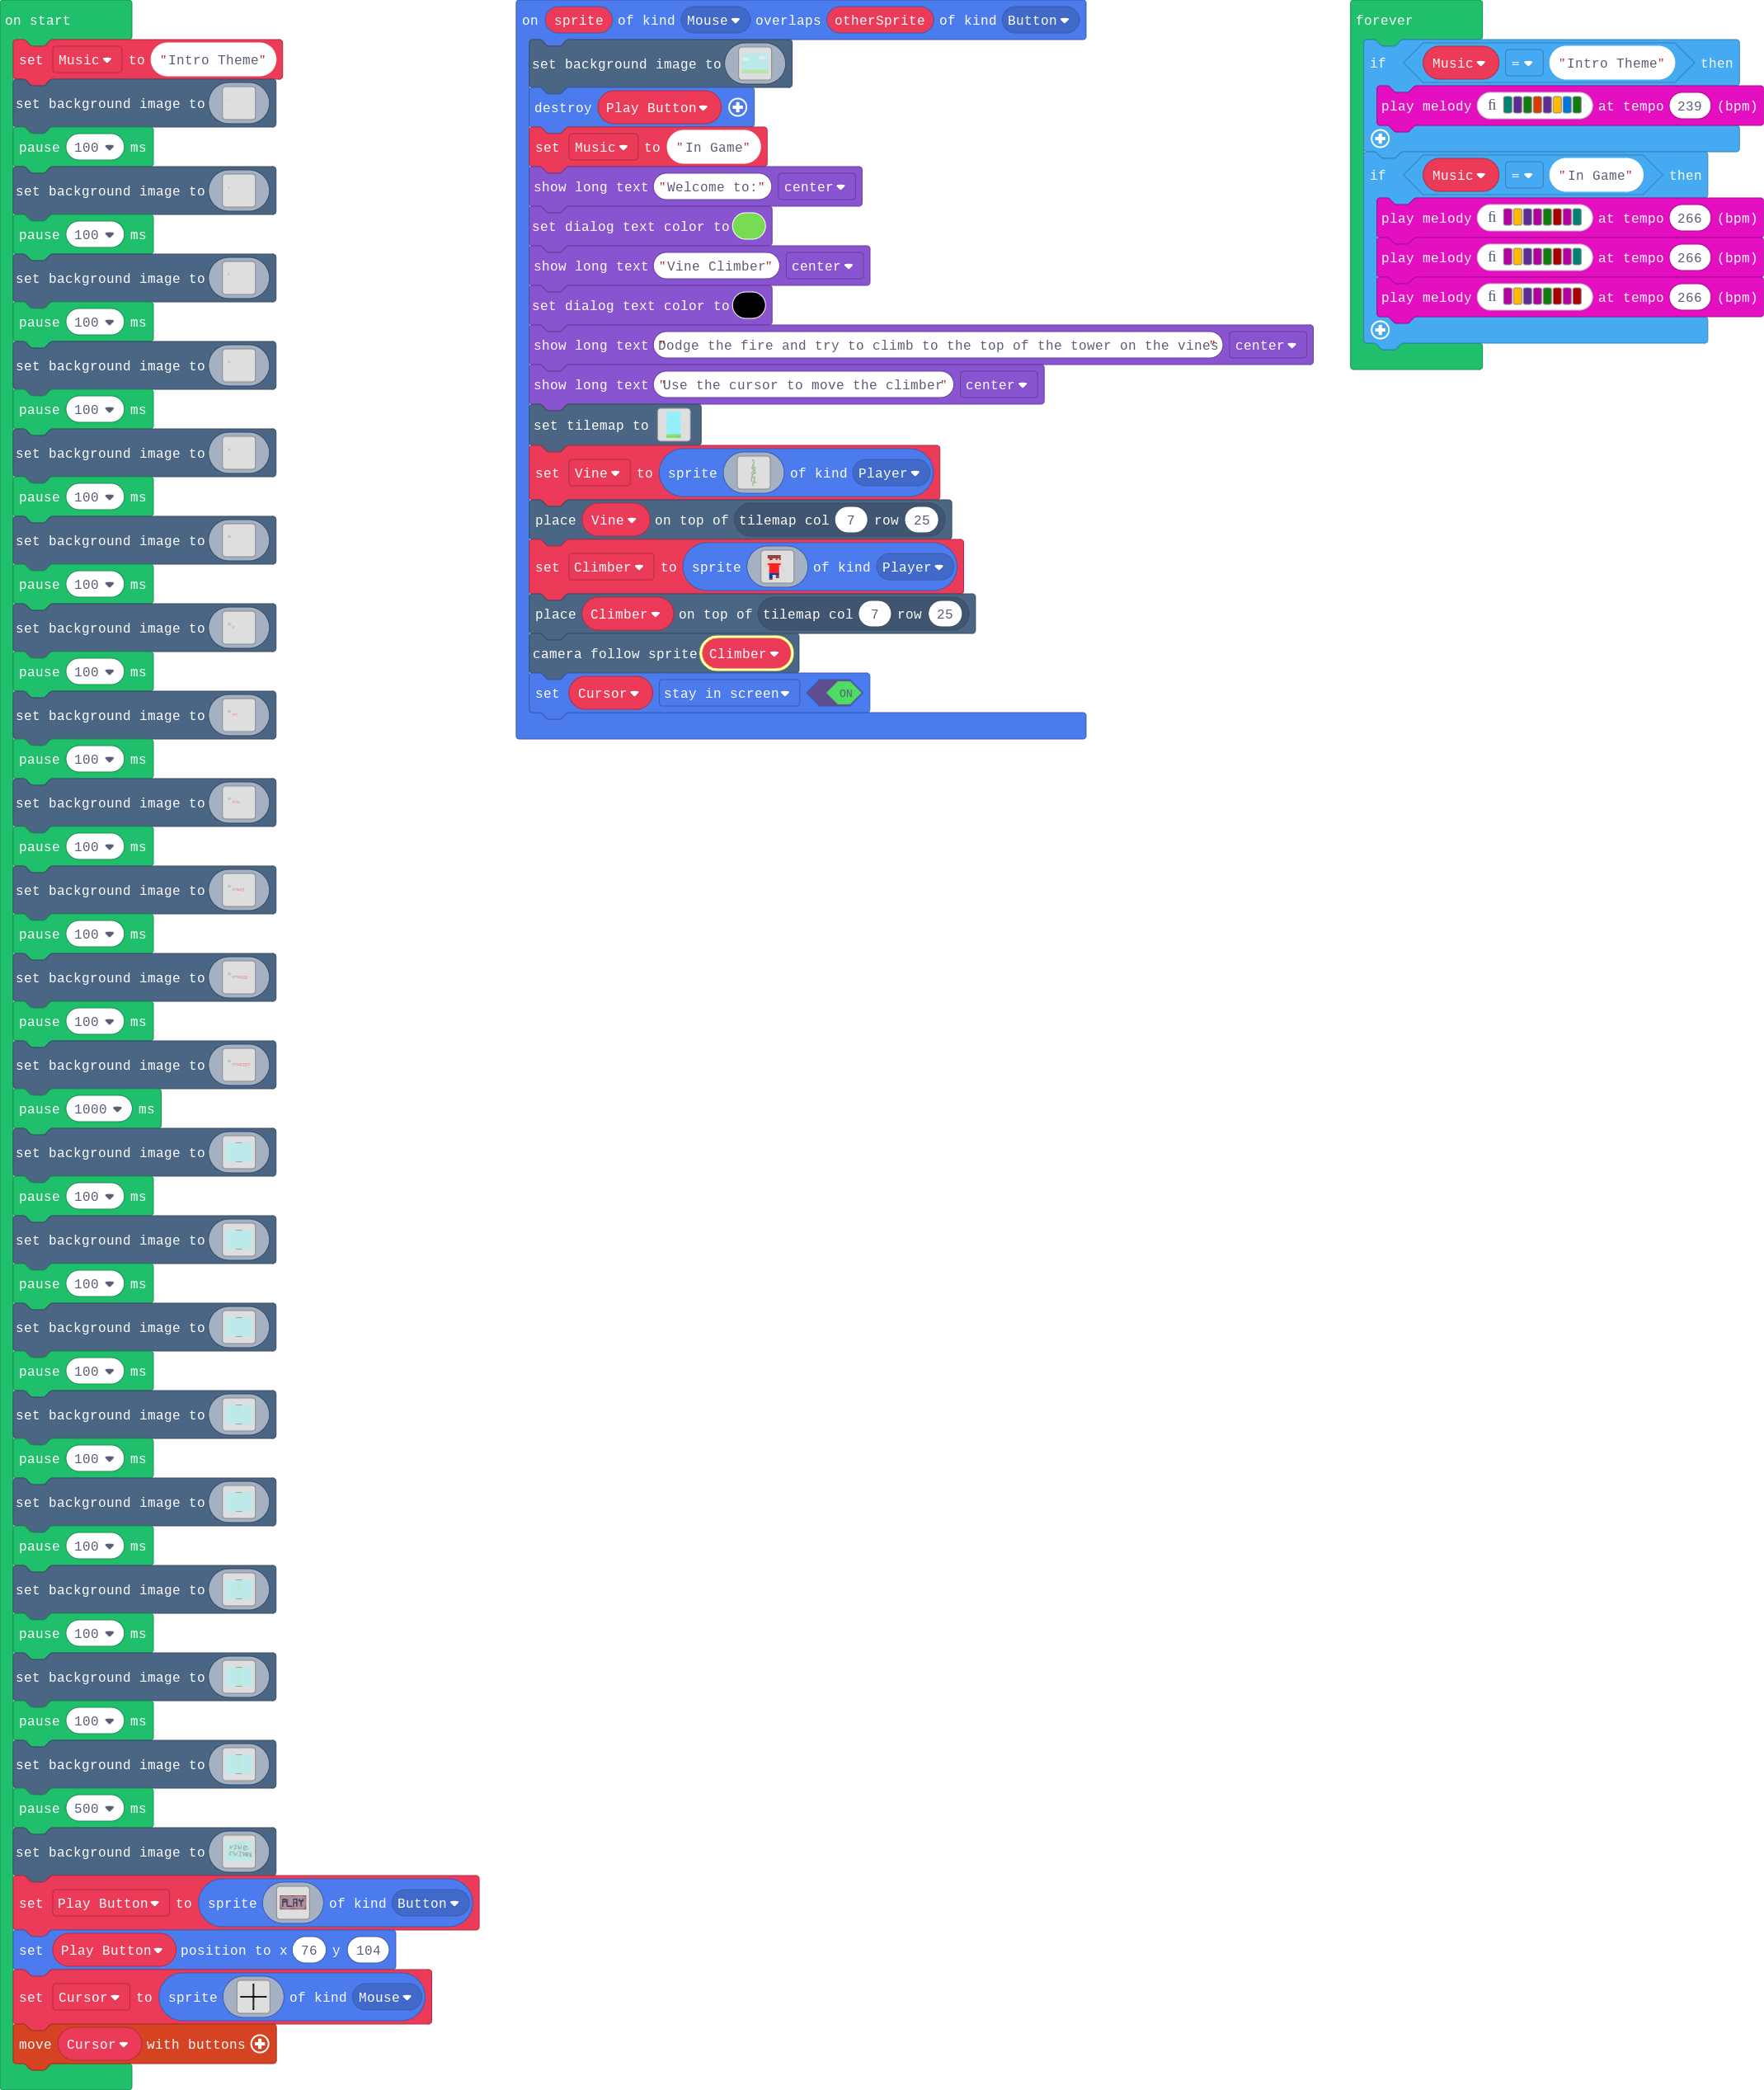 on start
set Music to "Intro Theme"
set background image to
pause 100 ms
set background image to
pause 100 ms
set background image to
pause 100 ms
set background image to
pause 100 ms
set background image to
pause 100 ms
set background image to
pause 100 ms
set background image to
pause 100 ms
set background image to
pause 100 ms
set background image to
pause 100 ms
set background image to
pause 100 ms
set background image to
pause 100 ms
set background image to
pause 1000 ms
set background image to
pause 100 ms
set background image to
pause 100 ms
set background image to
pause 100 ms
set background image to
pause 100 ms
set background image to
pause 100 ms
set background image to
pause 100 ms
set background image to
pause 100 ms
set background image to
pause 500 ms
set background image to
set Play Button to sprite PLAY of kind Button
set Play Button position to x 76 y 104
set Cursor to sprite of kind Mouse
move Cursor with buttons
on sprite of kind Mouse overlaps otherSprite of kind Button
set background image to
destroy Play Button
set Music to "In Game"
show long text "Welcome to:" center
set dialog text color to
show long text "Vine Climber" center
set dialog text color to
show long text "Dodge the fire and try to climb to the top of the tower on the vine" center
show long text "Use the cursor to move the climber" center
set tilemap to
set Vine to sprite of kind Player
place Vine on top of tilemap col 7 row 25
set Climber to sprite of kind Player
place Climber on top of tilemap col 7 row 25
camera follow sprite Climber
set Cursor stay in screen ON
forever
if Music = "Intro Theme" then
play melody at tempo 239 (bpm)
if Music = "In Game" then
play melody at tempo 266 (bpm)
play melody at tempo 266 (bpm)
play melody at tempo 266 (bpm)